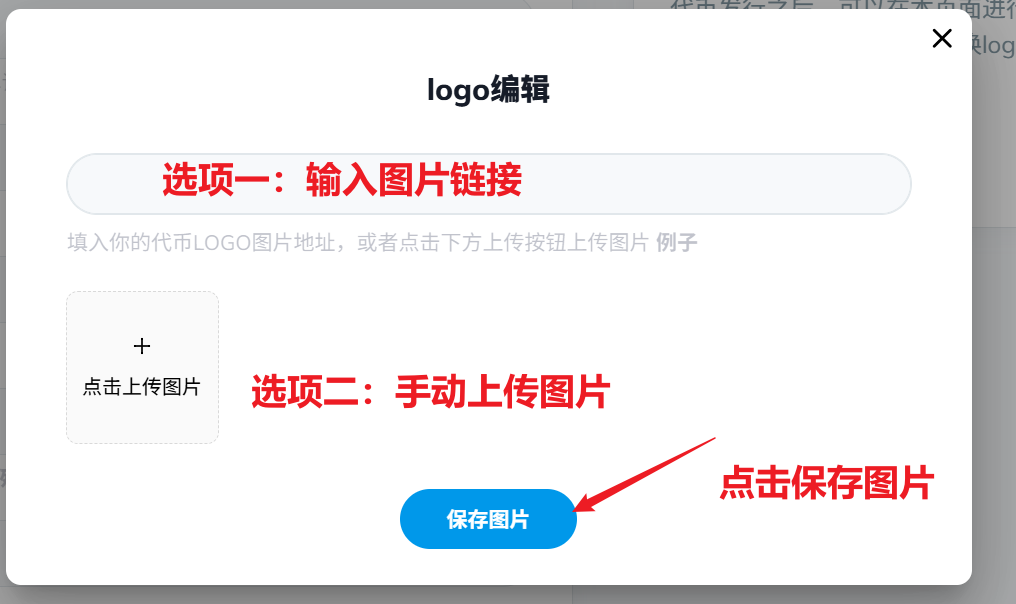 代币发行之后，可以在本页面进行
换log
logo编辑
选项一：输入图片链接
填入你的代币LOGO图片地址，或者点击下方上传按钮上传图片 例子
+
点击上传图片
选项二：手动上传图片
点击保存图片
保存图片